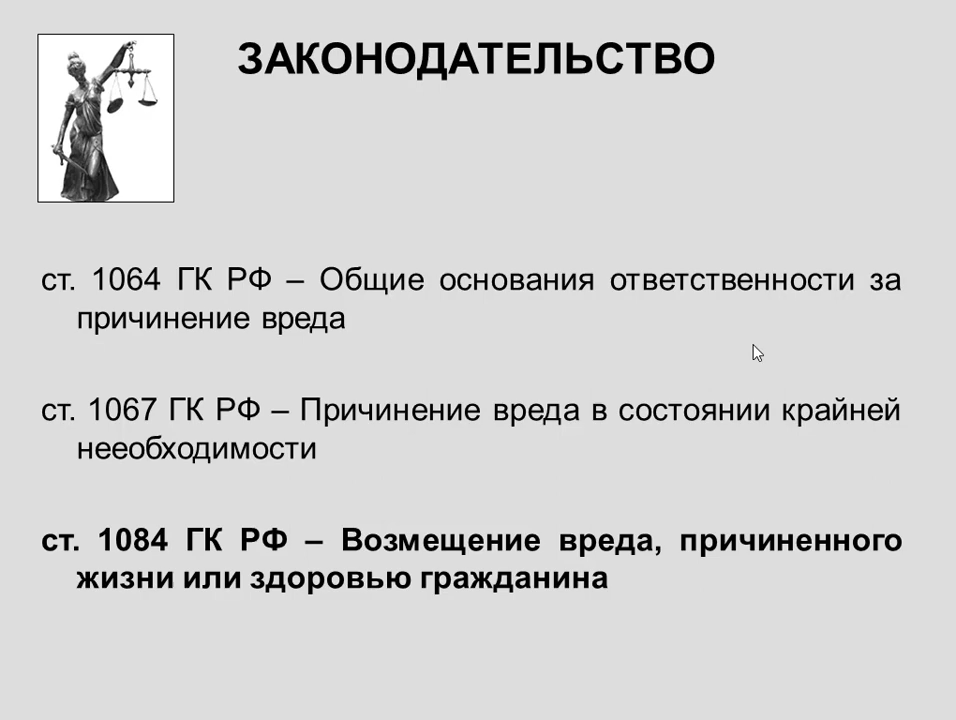 ЗАКОНОДАТЕЛЬСТВО
ст. 1064 ГК РФ – Общие основания ответственности за
причинение вреда
ст. 1067 ГК РФ – Причинение вреда в состоянии крайней
нееобходимости
ст. 1084 ГК РФ – Возмещение вреда, причиненного
жизни или здоровью гражданина